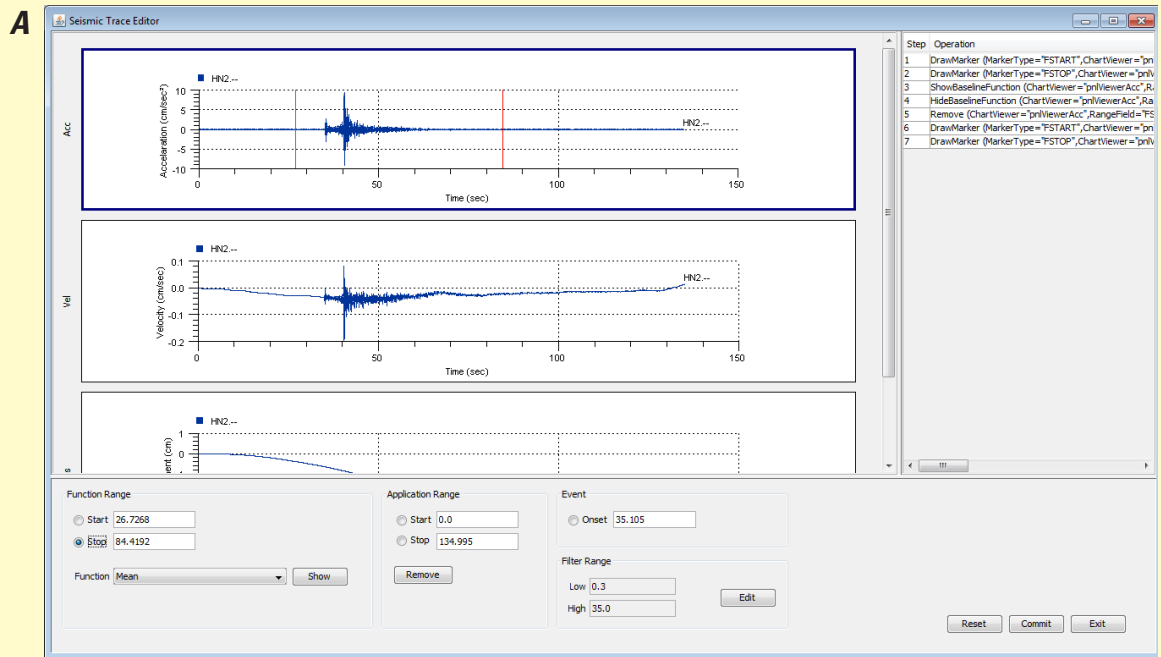 A
Seismic Trace Editor
Acc
HN2.--
Accelaration (cm/sec²)
10
5
0
-5
-10
HN2.--
0 50 100 150
Time (sec)
Vel
HN2.--
Velocity (cm/sec)
0.1
0.0
-0.1
-0.2
HN2.--
0 50 100 150
Time (sec)
HN2.--
1
0
ent (cm)
s
Step Operation
1 DrawMarker (MarkerType="FSTART",ChartViewer="pn
2 DrawMarker (MarkerType="FSTOP",ChartViewer="pnlV
3 ShowBaselineFunction (ChartViewer="pnlViewerAcc",R
4 HideBaselineFunction (ChartViewer="pnlViewerAcc",Ra
5 Remove (ChartViewer="pnlViewerAcc",RangeField="FS
6 DrawMarker (MarkerType="FSTART",ChartViewer="pn
7 DrawMarker (MarkerType="FSTOP",ChartViewer="pnlV
Function Range
Start 26.7268
Stop 84.4192
Function Mean Show
Application Range
Start 0.0
Stop 134.995
Remove
Event
Onset 35.105
Filter Range
Low 0.3
High 35.0
Edit
Reset Commit Exit